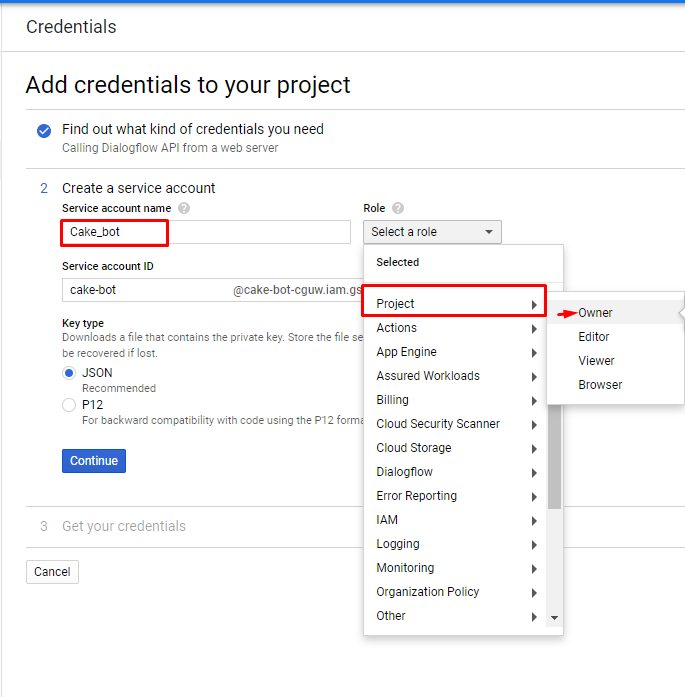 Credentials
Add credentials to your project
Find out what kind of credentials you need
Calling Dialogflow API from a web server
2 Create a service account
Service account name ?
Role ?
Cake_bot
Select a role
Service account ID
cake-bot @cake-bot-cguw.iam.gs
Key type
Downloads a file that contains the private key. Store the file se
be recovered if lost.
JSON
Recommended
P12
For backward compatibility with code using the P12 forma
Continue
Selected
Project
Actions
App Engine
Assured Workloads
Billing
Cloud Security Scanner
Cloud Storage
Dialogflow
Error Reporting
IAM
Logging
Monitoring
Organization Policy
Other
Owner
Editor
Viewer
Browser
3 Get your credentials
Cancel